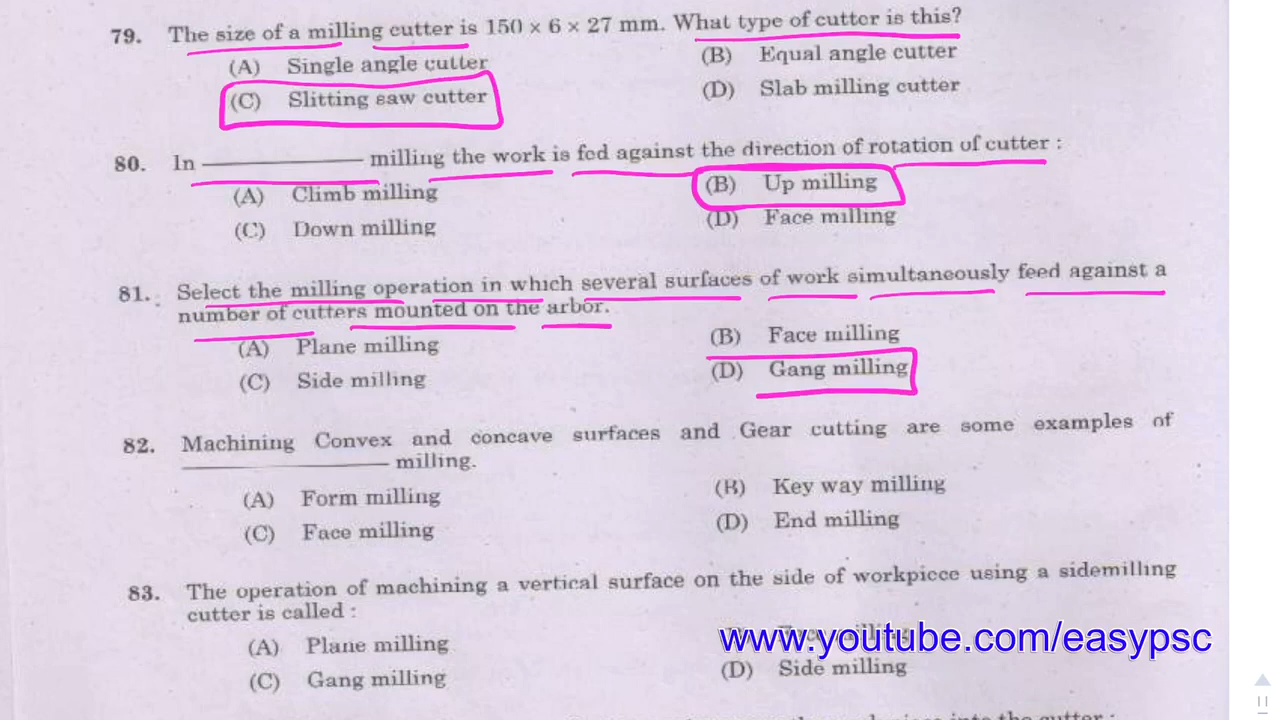 79. The size of a milling cutter is 150 × 6 × 27 mm. What type of cutter is this?
(A) Single angle cutter (B) Equal angle cutter
(C) Slitting saw cutter (D) Slab milling cutter
80. In ____________ milling the work is fed against the direction of rotation of cutter :
(A) Climb milling (B) Up milling
(C) Down milling (D) Face milling
81. Select the milling operation in which several surfaces of work simultaneously feed against a
number of cutters mounted on the arbor.
(A) Plane milling (B) Face milling
(C) Side milling (D) Gang milling
82. Machining Convex and concave surfaces and Gear cutting are some examples of
____________ milling.
(A) Form milling (B) Key way milling
(C) Face milling (D) End milling
83. The operation of machining a vertical surface on the side of workpiece using a sidemilling
cutter is called :
(A) Plane milling
www.youtube.com/easypsc
(C) Gang milling (D) Side milling
into the cutter :